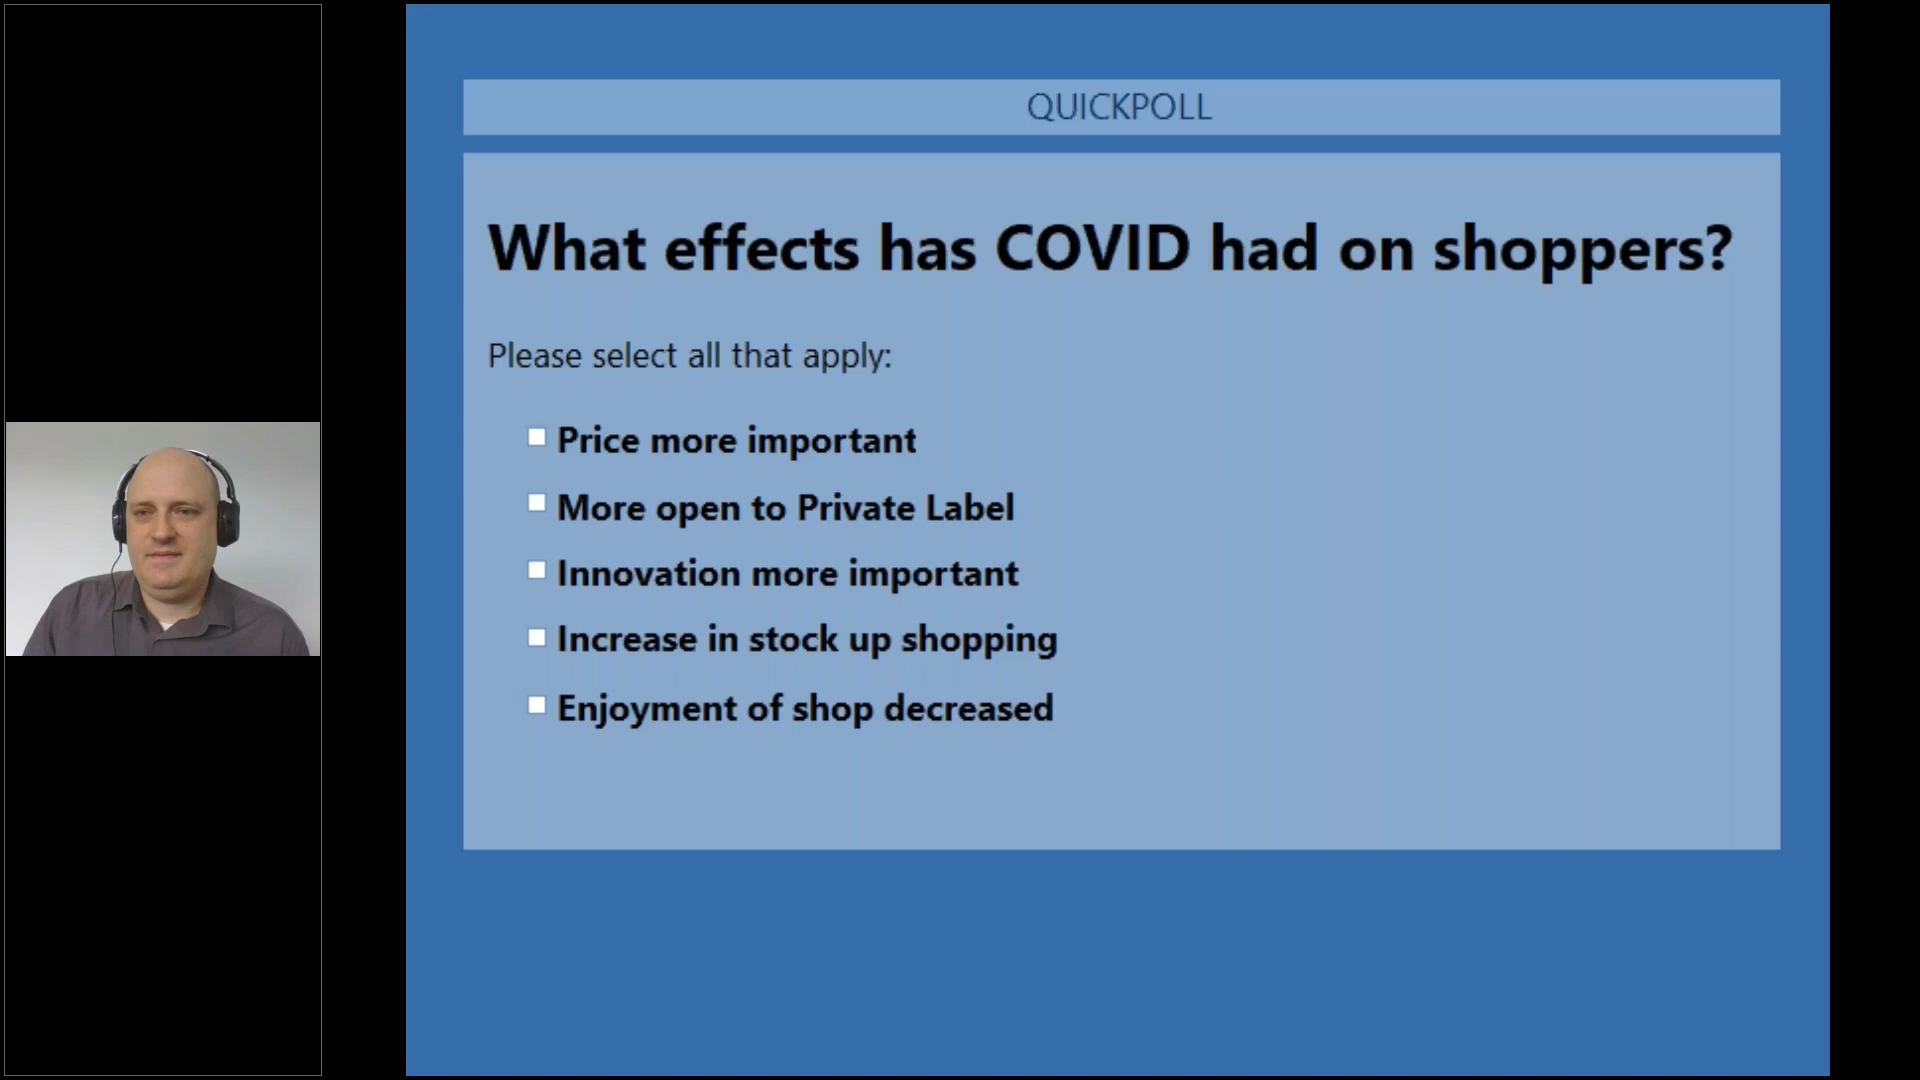 QUICKPOLL
What effects has COVID had on shoppers?
Please select all that apply:
Price more important
More open to Private Label
Innovation more important
Increase in stock up shopping
Enjoyment of shop decreased